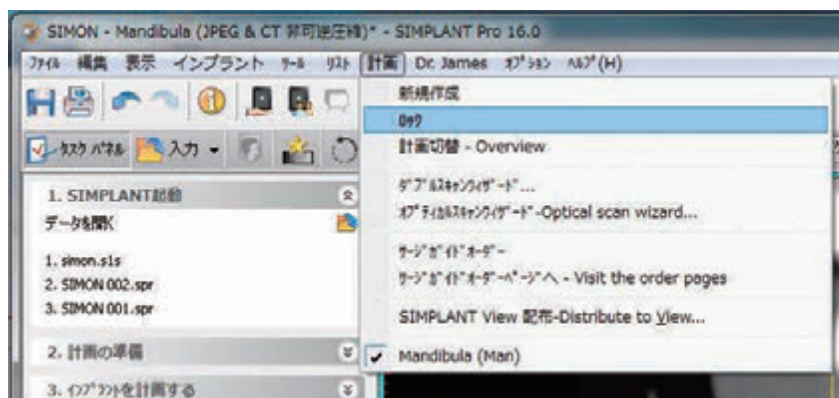 SIMON - Mandibula (JPEG & CT 非可逆圧縮)* - SIMPLANT Pro 16.0
ファイル 編集 表示 インプラント ツール リスト 計画 Dr. James オプション ヘルプ(H)
新規作成
ロック
タスク パネル 入力
計画切替 - Overview
1. SIMPLANT起動
ダブルスキャンウィザード...
データを開く
オプティカルスキャンウィザード-Optical scan wizard...
1. simon.sls
サージガイドオーダー
2. SIMON 002.spr
サージガイドオーダーページへ - Visit the order pages
3. SIMON 001.spr
SIMPLANT View 配布-Distribute to View...
2. 計画の準備
Mandibula (Man)
3. インプラントを計画する